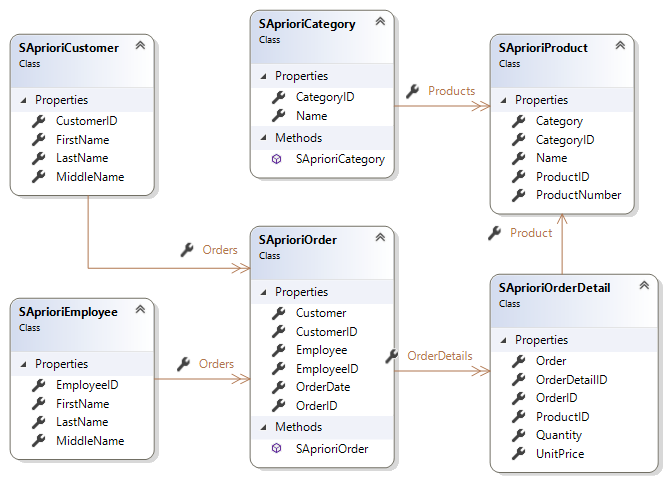 SAprioriCustomer
Class
Properties
CustomerID
FirstName
LastName
MiddleName
SAprioriCategory
Class
Properties
CategoryID
Name
Methods
SAprioriCategory
Products
SAprioriProduct
Class
Properties
Category
CategoryID
Name
ProductID
ProductNumber
Orders
Product
SAprioriEmployee
Class
Properties
EmployeeID
FirstName
LastName
MiddleName
Orders
SAprioriOrder
Class
Properties
Customer
CustomerID
Employee
EmployeeID
OrderDate
OrderID
Methods
SAprioriOrder
OrderDetails
SAprioriOrderDetail
Class
Properties
Order
OrderDetailID
OrderID
ProductID
Quantity
UnitPrice